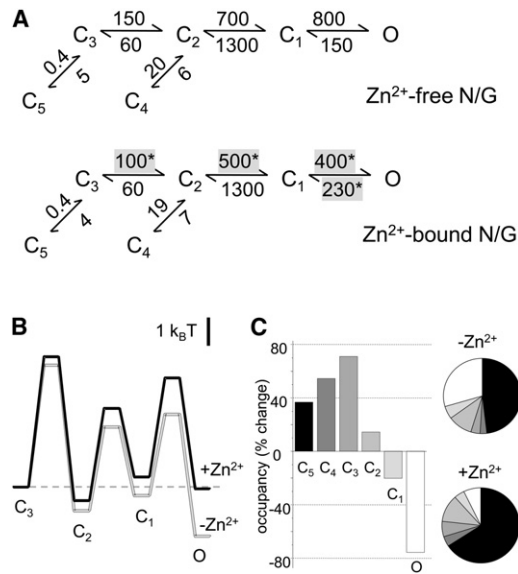 A
150 700 800
C3 C2 C1 O
60 1300 150
0.4 5 20 6
C5 C4
Zn2+-free N/G
100* 500* 400*
C3 C2 C1 O
60 1300 230*
0.4 4 19 7
C5 C4
Zn2+-bound N/G
B
1 kBT
+Zn2+
-Zn2+
C3
C2
C1
O
C
occupancy (% change)
80
40
0
-40
-80
C5 C4 C3 C2 C1
O
-Zn2+
+Zn2+